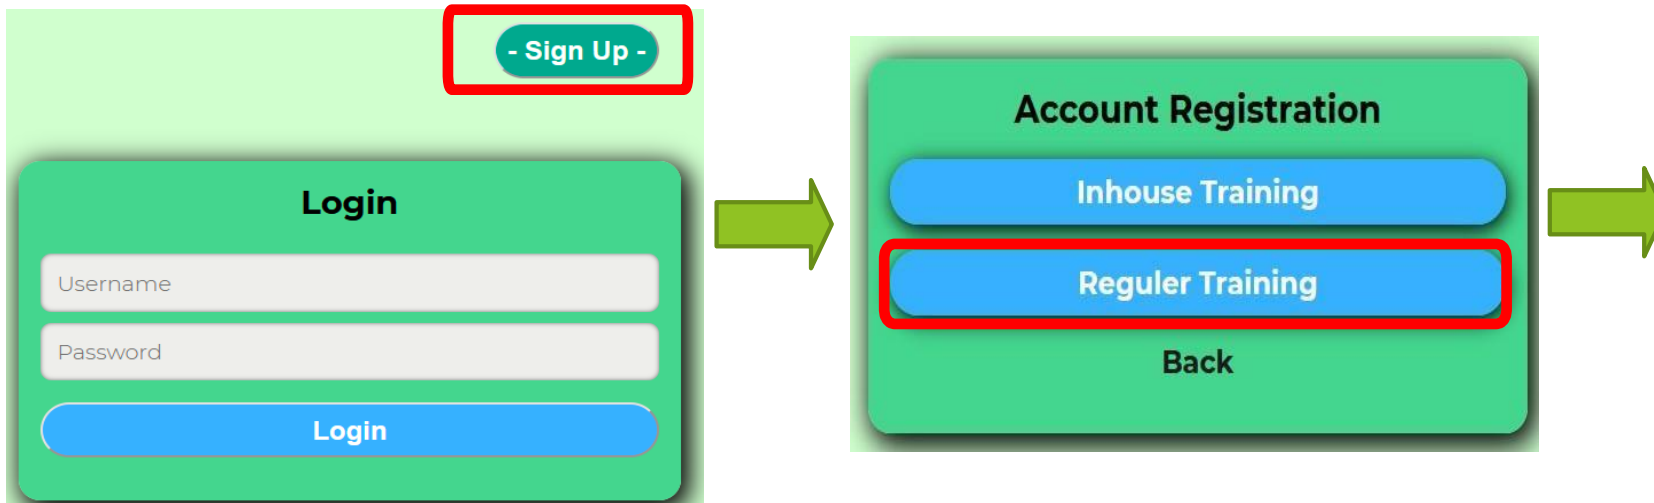 - Sign Up -
Login
Username
Password
Login
Account Registration
Inhouse Training
Reguler Training
Back